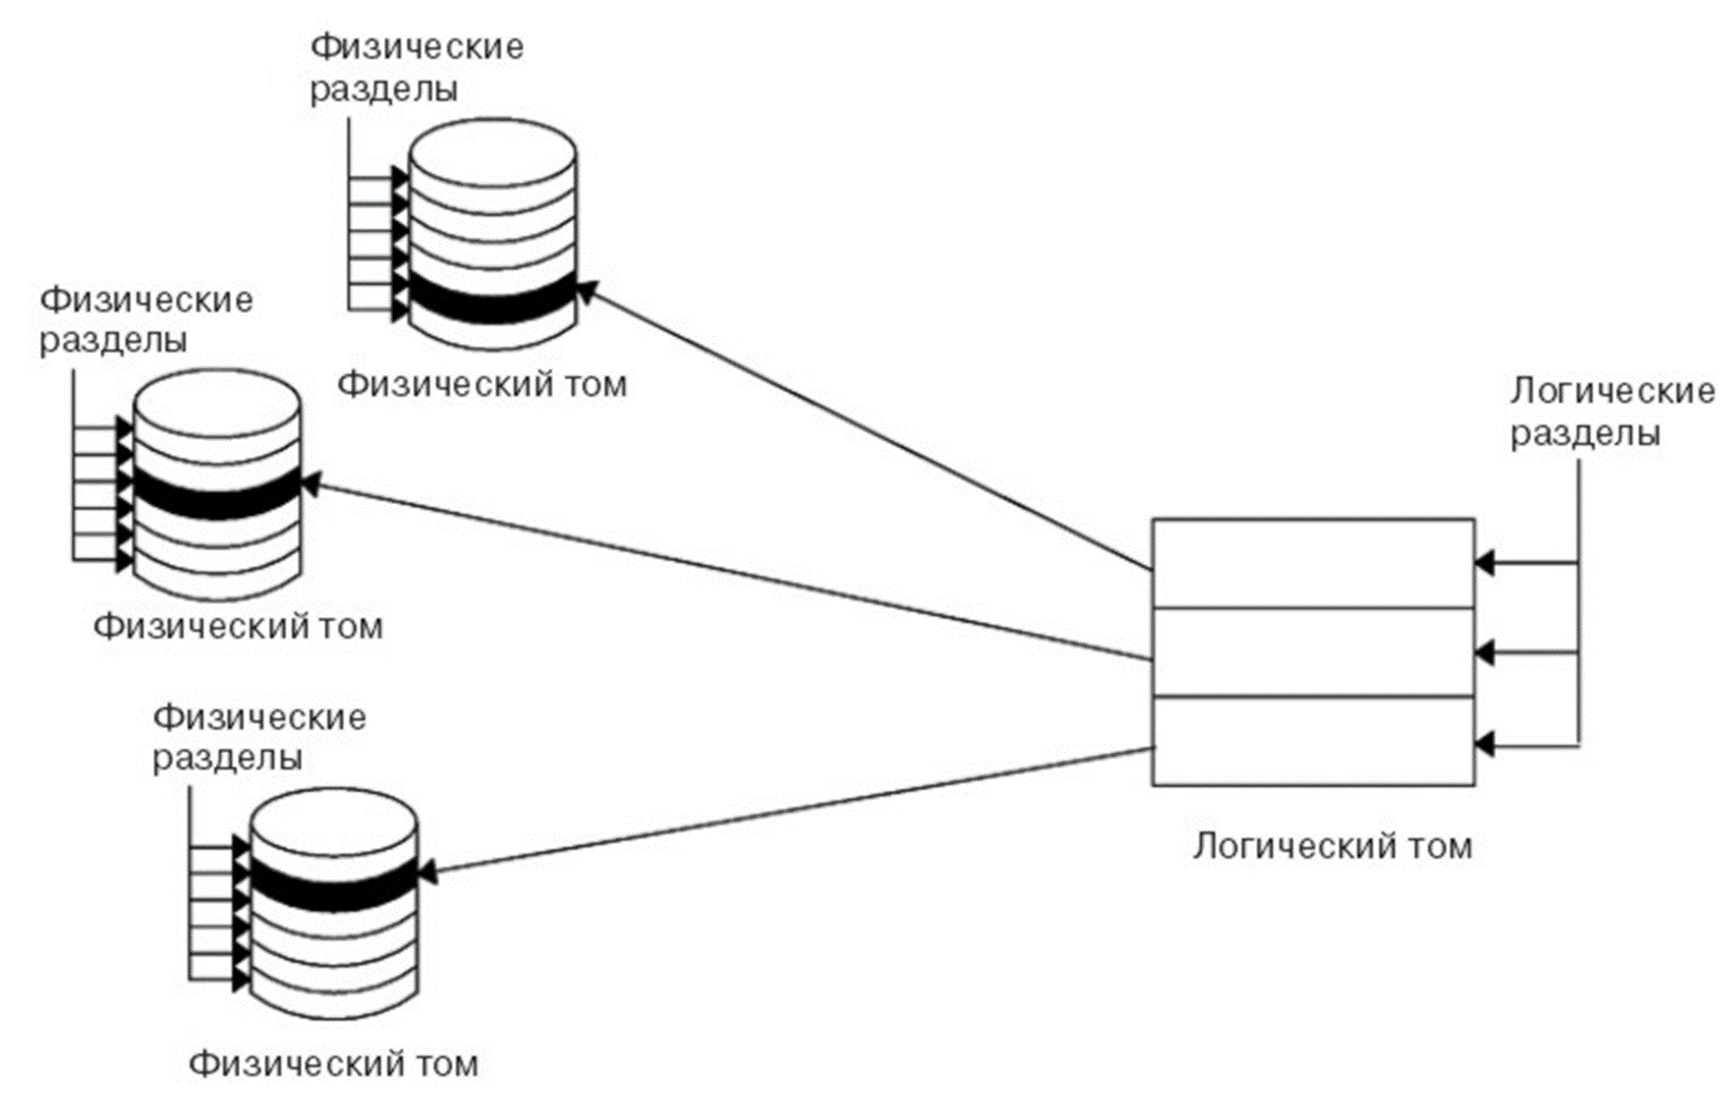 Физические
разделы
Физический том
Физические
разделы
Физический том
Физические
разделы
Физический том
Логические
разделы
Логический том